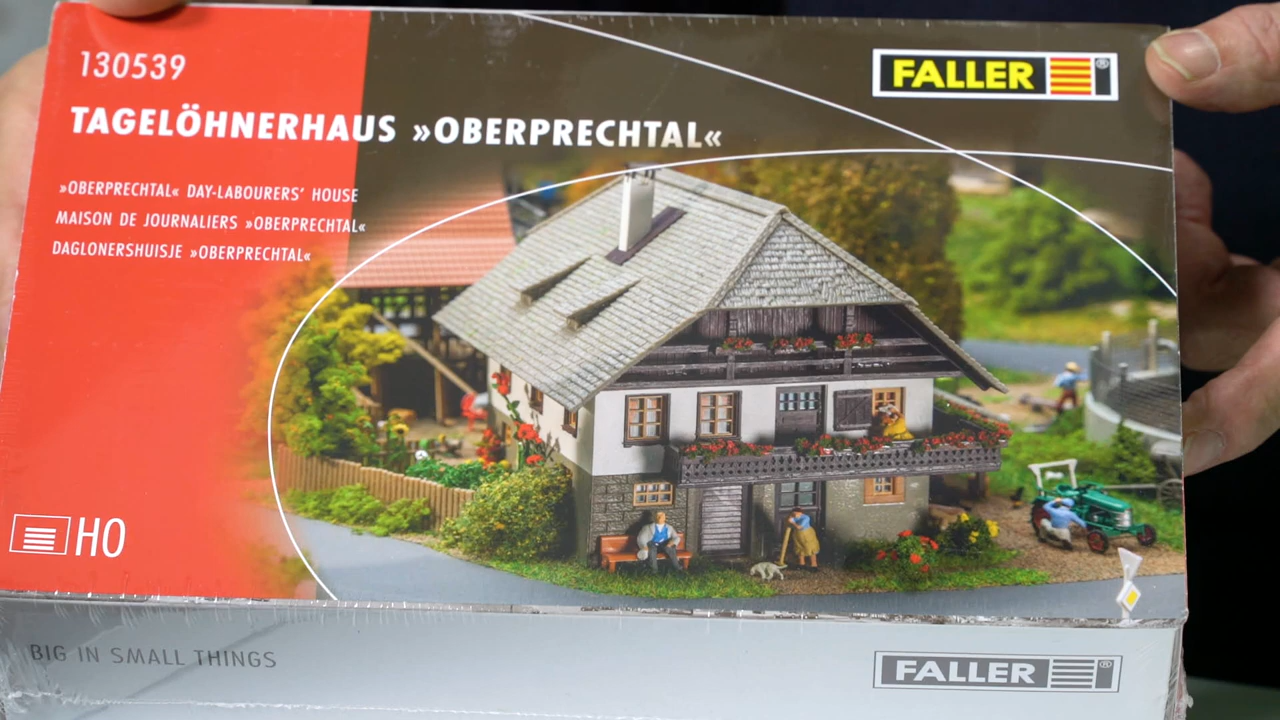 130539
FALLER®
TAGELÖHNERHAUS »OBERPRECHTAL«
»OBERPRECHTAL« DAY-LABOURERS' HOUSE
MAISON DE JOURNALIERS »OBERPRECHTAL«
DAGLONERSHUISJE »OBERPRECHTAL«
H0
BIG IN SMALL THINGS
FALLER®